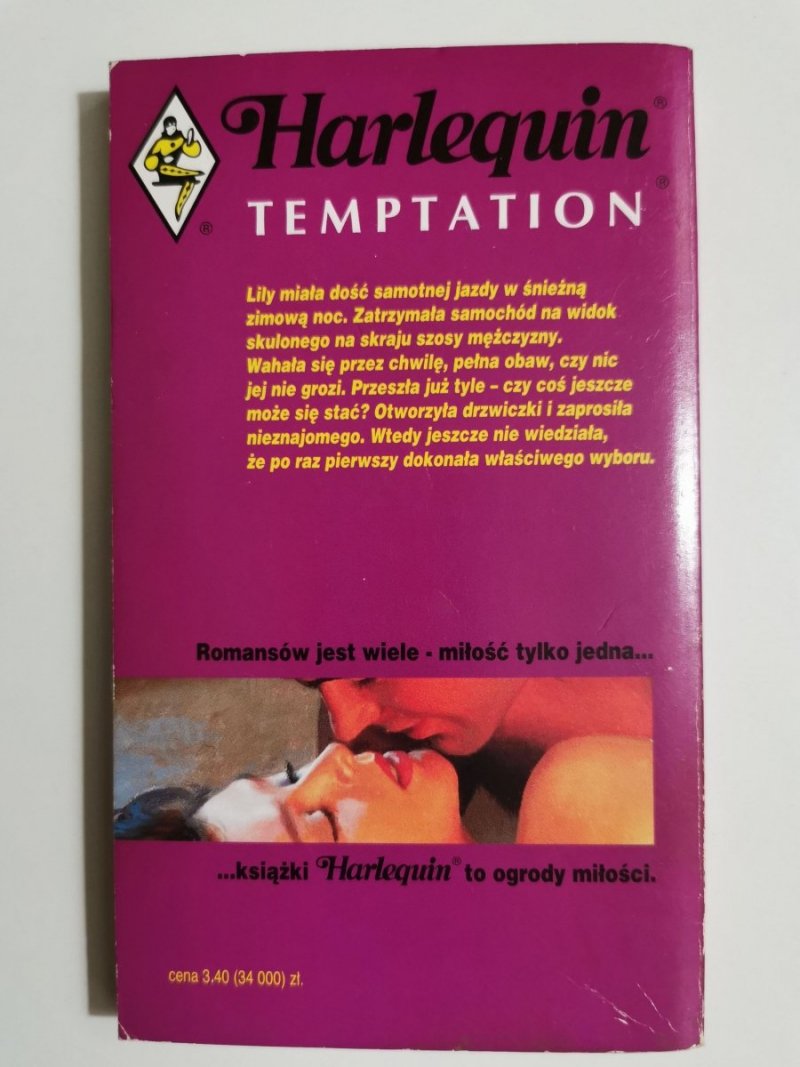 Harlequin®
TEMPTATION®
®
Lily miała dość samotnej jazdy w śnieżną
zimową noc. Zatrzymała samochód na widok
skulonego na skraju szosy mężczyzny.
Wahała się przez chwilę, pełna obaw, czy nic
jej nie grozi. Przeszła już tyle – czy coś jeszcze
może się stać? Otworzyła drzwiczki i zaprosiła
nieznajomego. Wtedy jeszcze nie wiedziała,
że po raz pierwszy dokonała właściwego wyboru.
Romansów jest wiele - miłość tylko jedna...
...książki Harlequin® to ogrody miłości.
cena 3.40 (34 000) zł.